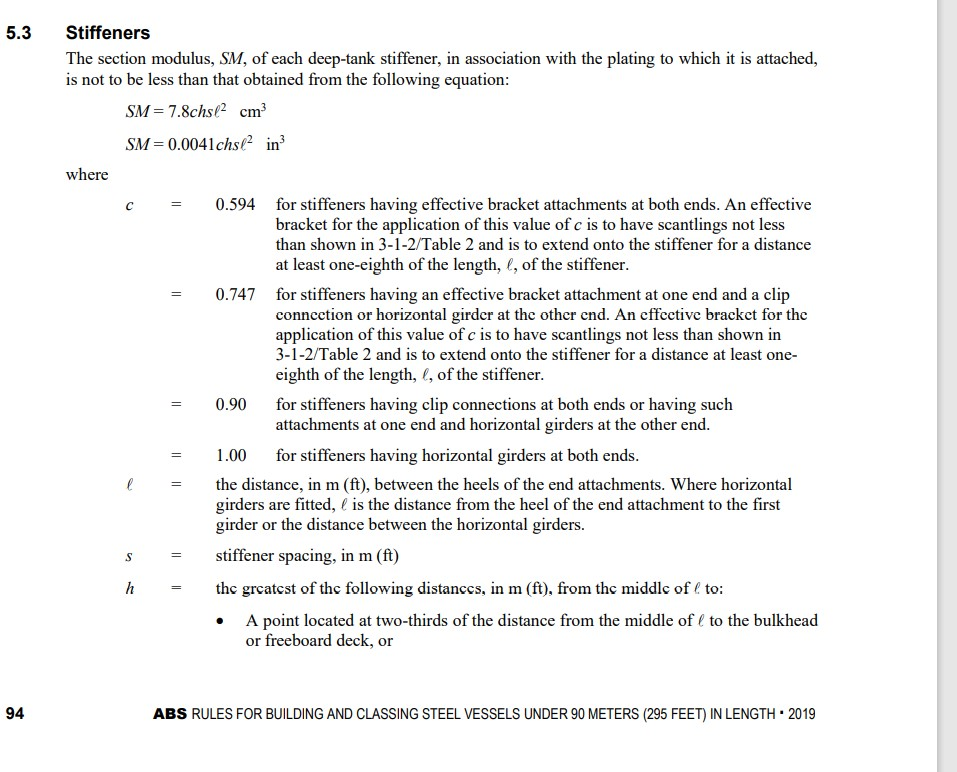 5.3 Stiffeners
The section modulus, SM, of each deep-tank stiffener, in association with the plating to which it is attached,
is not to be less than that obtained from the following equation:
SM = 7.8chsℓ² cm³
SM = 0.0041chsℓ² in³
where
c = 0.594 for stiffeners having effective bracket attachments at both ends. An effective
bracket for the application of this value of c is to have scantlings not less
than shown in 3-1-2/Table 2 and is to extend onto the stiffener for a distance
at least one-eighth of the length, ℓ, of the stiffener.
= 0.747 for stiffeners having an effective bracket attachment at one end and a clip
connection or horizontal girder at the other end. An effective bracket for the
application of this value of c is to have scantlings not less than shown in
3-1-2/Table 2 and is to extend onto the stiffener for a distance at least one-
eighth of the length, ℓ, of the stiffener.
= 0.90 for stiffeners having clip connections at both ends or having such
attachments at one end and horizontal girders at the other end.
= 1.00 for stiffeners having horizontal girders at both ends.
ℓ = the distance, in m (ft), between the heels of the end attachments. Where horizontal
girders are fitted, ℓ is the distance from the heel of the end attachment to the first
girder or the distance between the horizontal girders.
s = stiffener spacing, in m (ft)
h = the greatest of the following distances, in m (ft), from the middle of ℓ to:
• A point located at two-thirds of the distance from the middle of ℓ to the bulkhead
or freeboard deck, or
94 ABS RULES FOR BUILDING AND CLASSING STEEL VESSELS UNDER 90 METERS (295 FEET) IN LENGTH • 2019